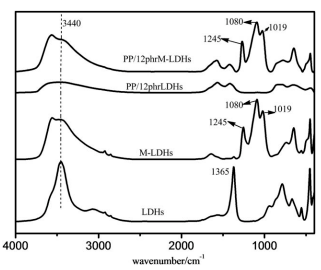 3440
1080
1019
1245
PP/12phrM-LDHs
PP/12phrLDHs
1080
1019
1245
M-LDHs
1365
LDHs
4000 3000 2000 1000
wavenumber/cm⁻¹